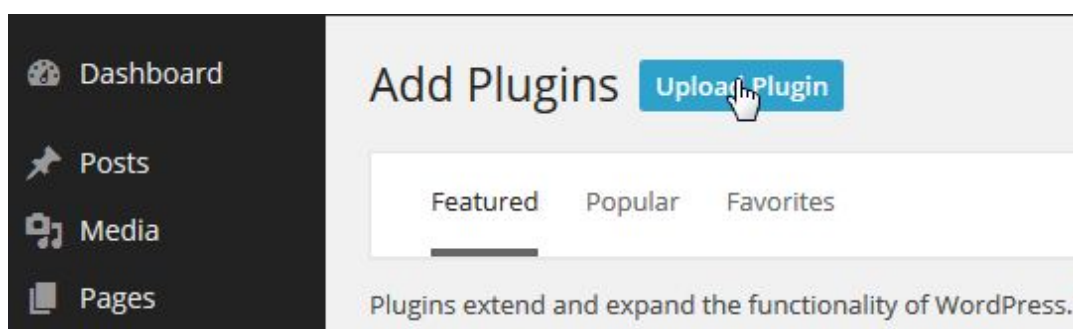 Dashboard
Posts
Media
Pages
Add Plugins Upload Plugin
Featured Popular Favorites
Plugins extend and expand the functionality of WordPress.